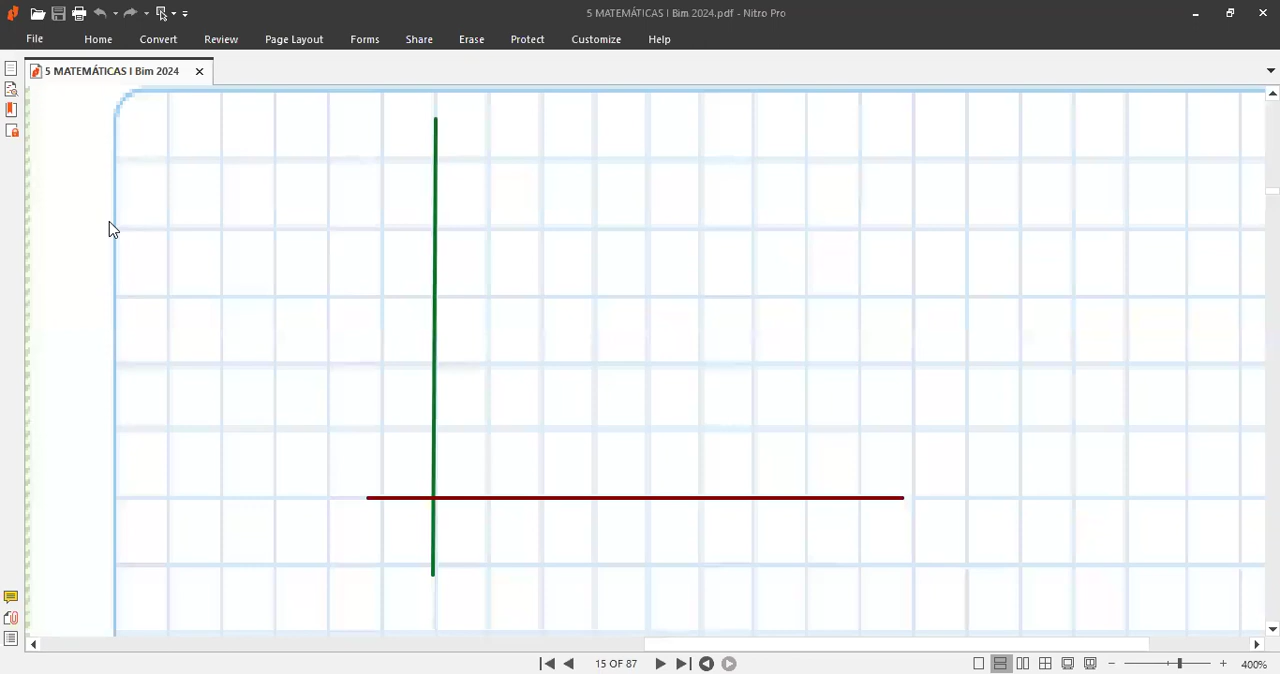 5 MATEMÁTICAS I Bim 2024.pdf - Nitro Pro
File Home Convert Review Page Layout Forms Share Erase Protect Customize Help
5 MATEMÁTICAS I Bim 2024
15 OF 87
400%